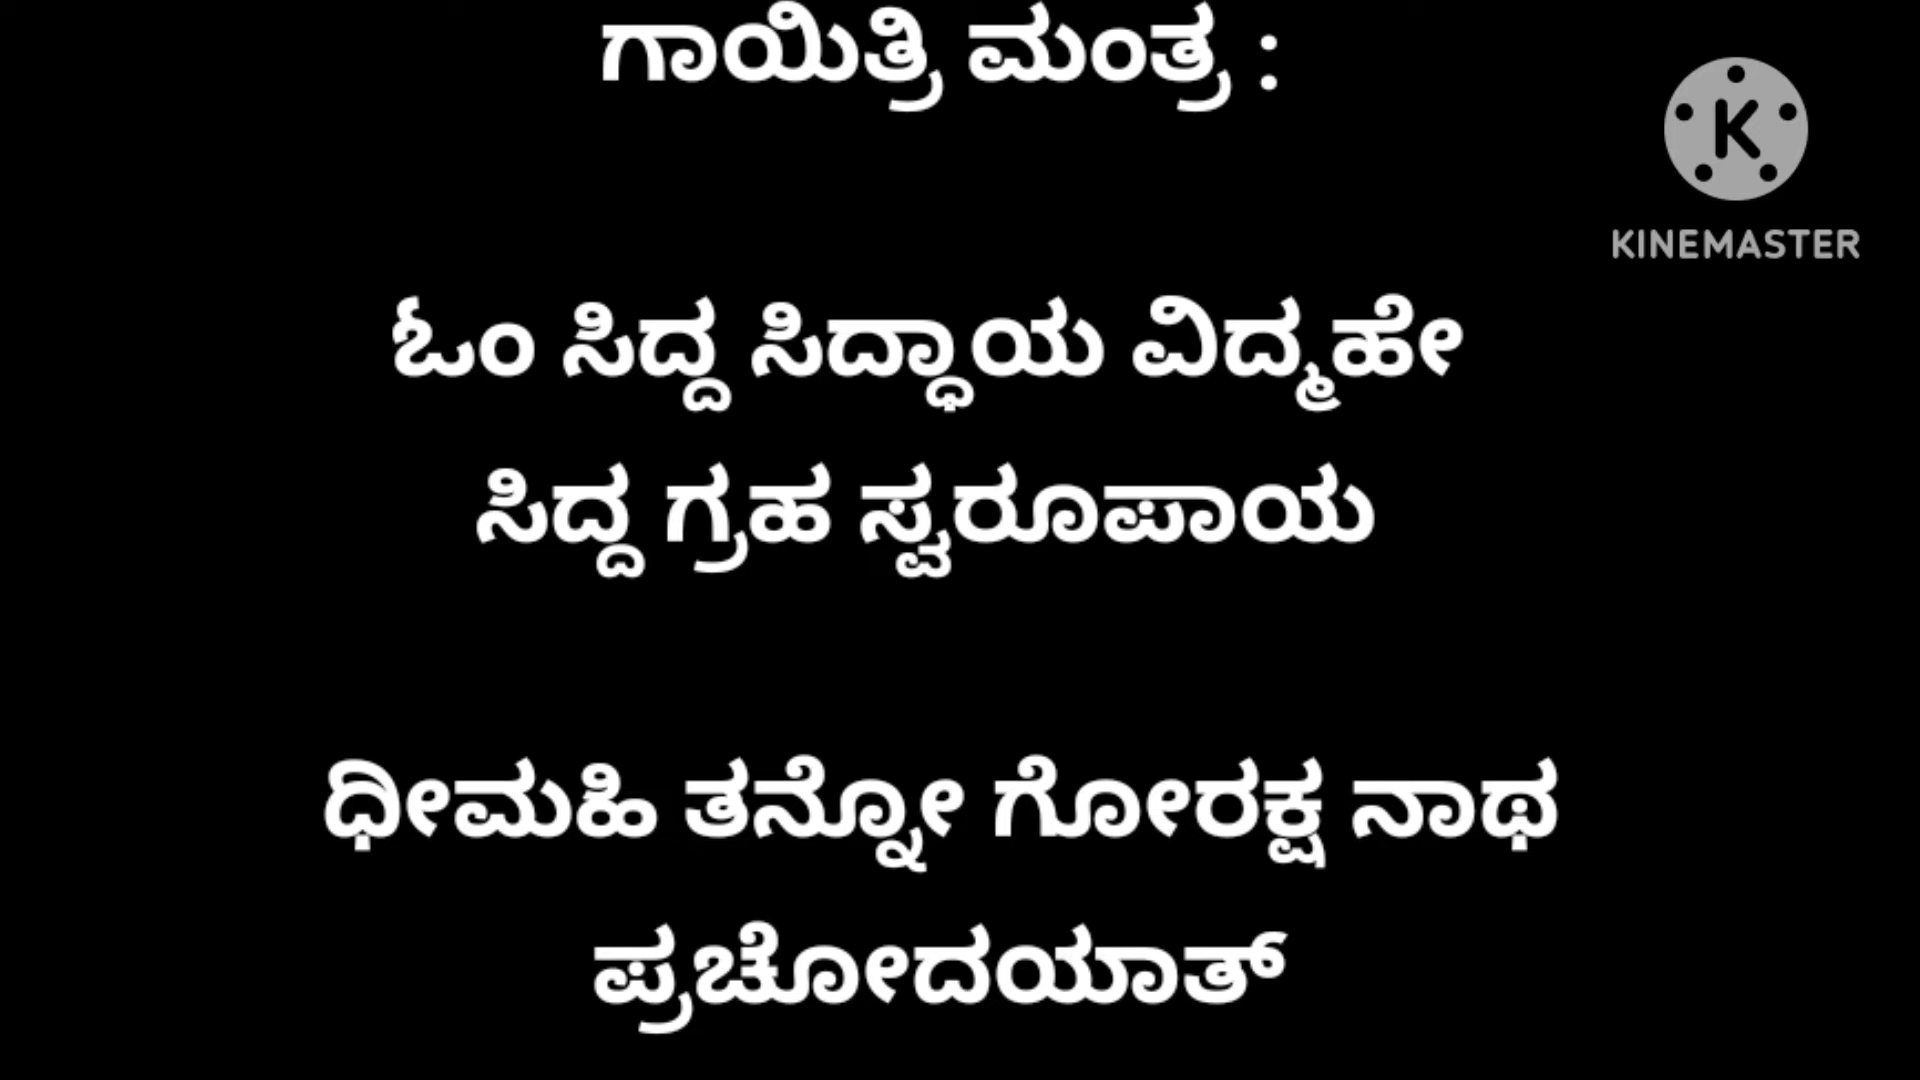 ಗಾಯಿತ್ರಿ ಮಂತ್ರ :
KINEMASTER
ಓಂ ಸಿದ್ದ ಸಿದ್ಧಾಯ ವಿದ್ಮಹೇ
ಸಿದ್ದ ಗ್ರಹ ಸ್ವರೂಪಾಯ
ಧೀಮಹಿ ತನ್ನೋ ಗೋರಕ್ಷ ನಾಥ
ಪ್ರಚೋದಯಾತ್